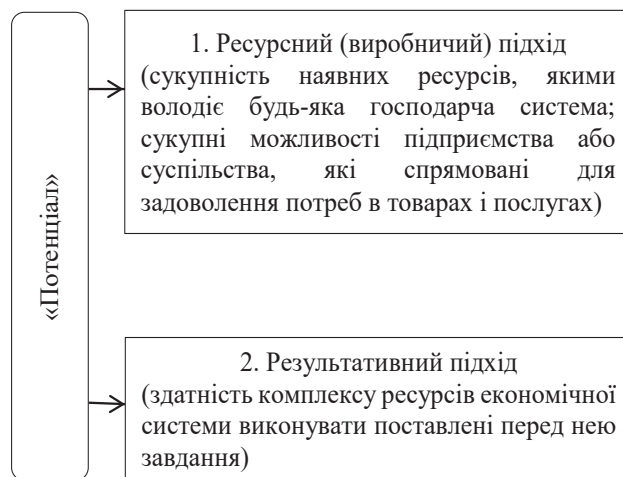 «Потенціал»
1. Ресурсний (виробничий) підхід
(сукупність наявних ресурсів, якими
володіє будь-яка господарча система;
сукупні можливості підприємства або
суспільства, які спрямовані для
задоволення потреб в товарах і послугах)
2. Результативний підхід
(здатність комплексу ресурсів економічної
системи виконувати поставлені перед нею
завдання)